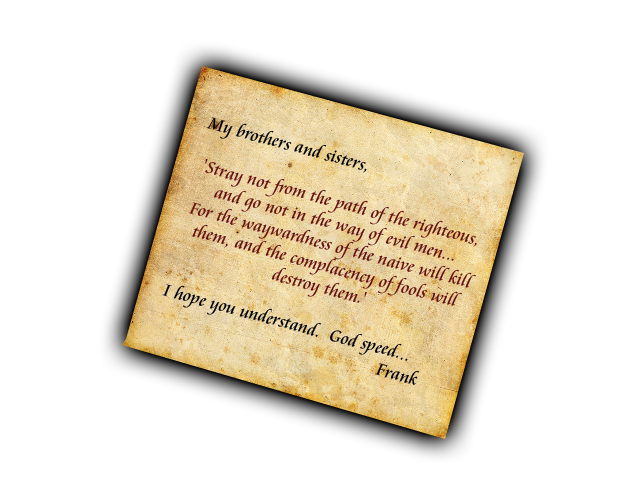 My brothers and sisters,
'Stray not from the path of the righteous,
and go not in the way of evil men...
For the waywardness of the naive will kill
them, and the complacency of fools will
destroy them.'
I hope you understand.  God speed...
Frank